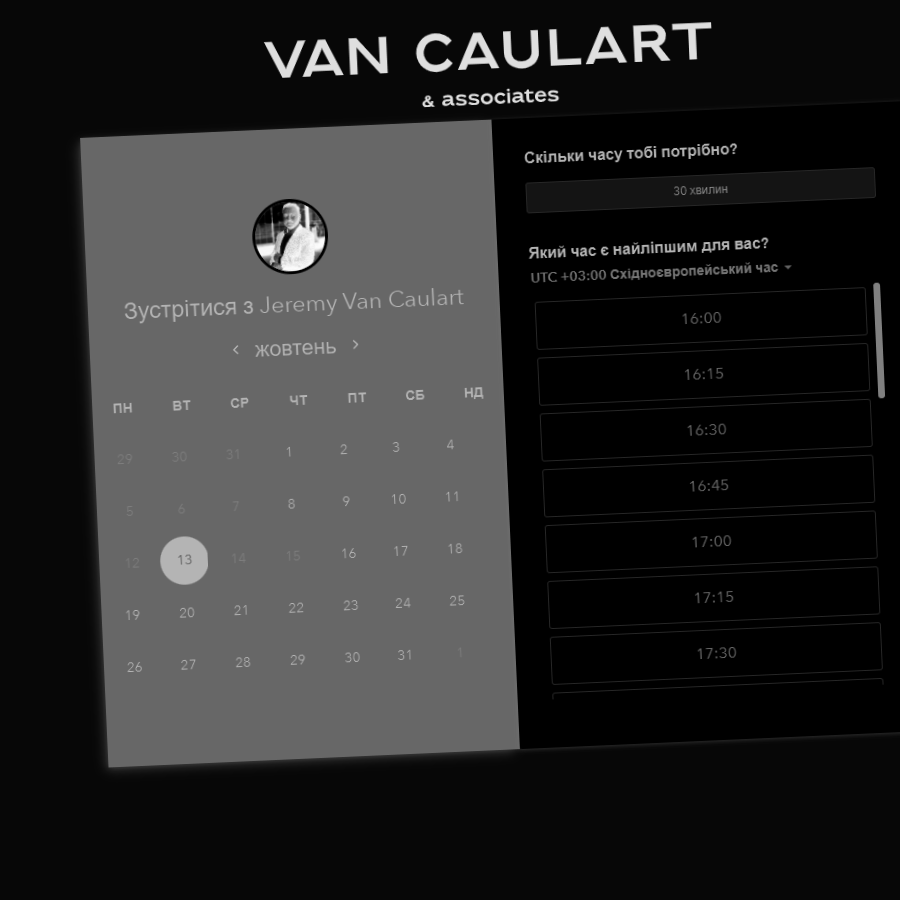 VAN CAULART
& associates
Зустрітися з Jeremy Van Caulart
жовтень
ПН ВТ СР ЧТ ПТ СБ НД
29 30 31 1 2 3 4
5 6 7 8 9 10 11
12 13 14 15 16 17 18
19 20 21 22 23 24 25
26 27 28 29 30 31 1
Скільки часу тобі потрібно?
30 хвилин
Який час є найліпшим для вас?
UTC +03:00 Східноєвропейський час
16:00
16:15
16:30
16:45
17:00
17:15
17:30